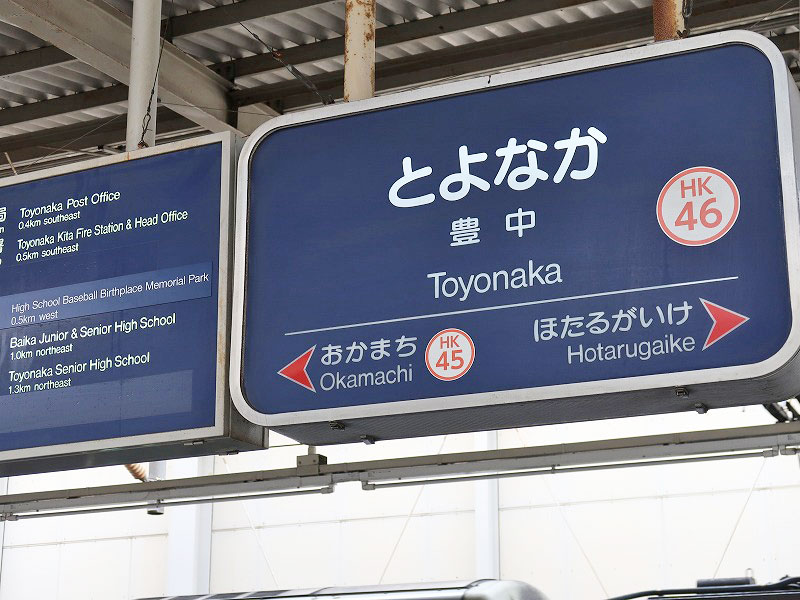 局
Toyonaka Post Office
0.4km southeast
Toyonaka Kita Fire Station & Head Office
0.5km southeast
High School Baseball Birthplace Memorial Park
0.5km west
Baika Junior & Senior High School
1.0km northeast
Toyonaka Senior High School
1.3km northeast
とよなか
豊中
Toyonaka
HK
46
おかまち
Okamachi
HK
45
ほたるがいけ
Hotarugaike